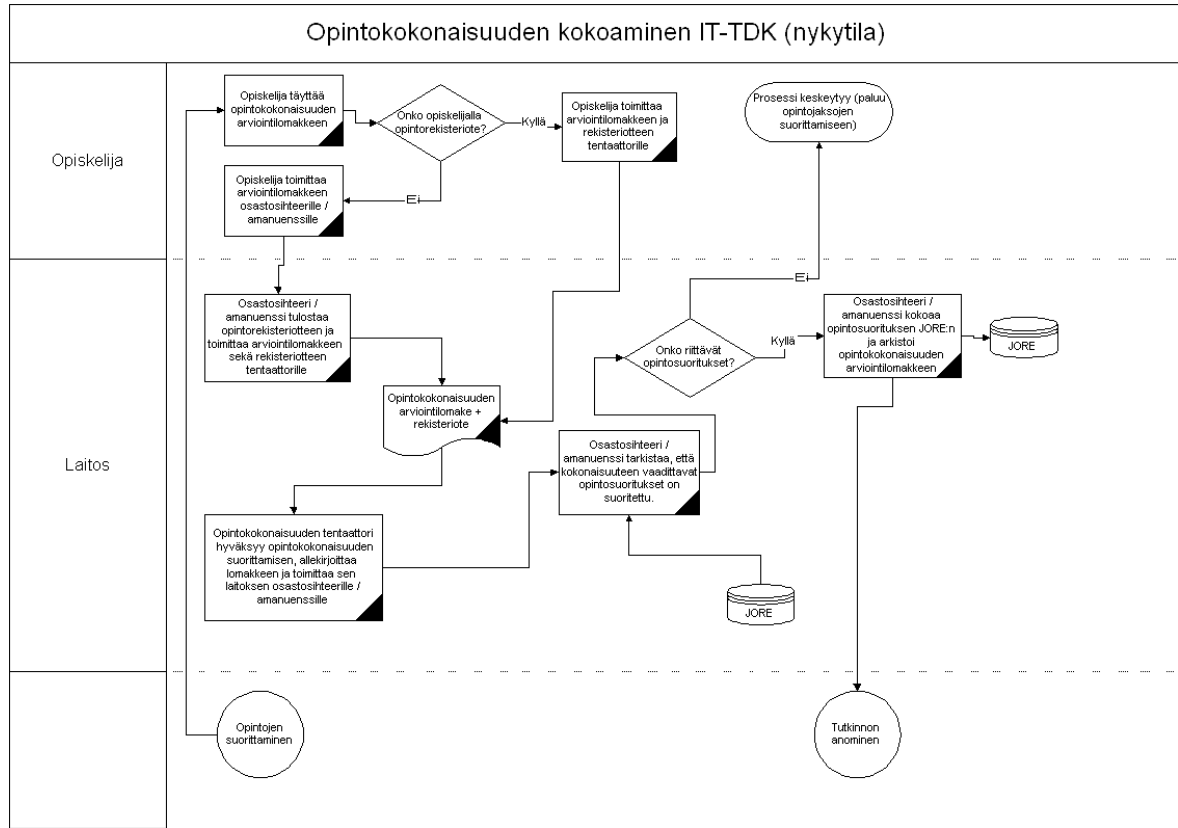 Opintokokonaisuuden kokoaminen IT-TDK (nykytila)
Opiskelija
Opiskelija täyttää
opintokokonaisuuden
arviointilomakkeen
Onko opiskelijalla
opintorekisteriote?
Kyllä
Opiskelija toimittaa
arviointilomakkeen ja
rekisteriotteen
tentaattorille
Prosessi keskeytyy (paluu
opintojaksojen
suorittamiseen)
Opiskelija toimittaa
arviointilomakkeen
osastosihteerille /
amanuenssille
Ei
Laitos
Osastosihteeri /
amanuenssi tulostaa
opintorekisteriotteen ja
toimittaa arviointilomakkeen
sekä rekisteriotteen
tentaattorille
Opintokokonaisuuden
arviointilomake +
rekisteriote
Onko riittävät
opintosuoritukset?
Ei
Kyllä
Osastosihteeri /
amanuenssi kokoaa
opintosuorituksen JORE:n
ja arkistoi
opintokokonaisuuden
arviointilomakkeen
JORE
Osastosihteeri /
amanuenssi tarkistaa, että
kokonaisuuteen vaadittavat
opintosuoritukset on
suoritettu.
Opintokokonaisuuden tentaattori
hyväksyy opintokokonaisuuden
suorittamisen, allekirjoittaa
lomakkeen ja toimittaa sen
laitoksen osastosihteerille /
amanuenssille
JORE
Opintojen
suorittaminen
Tutkinnon
anominen